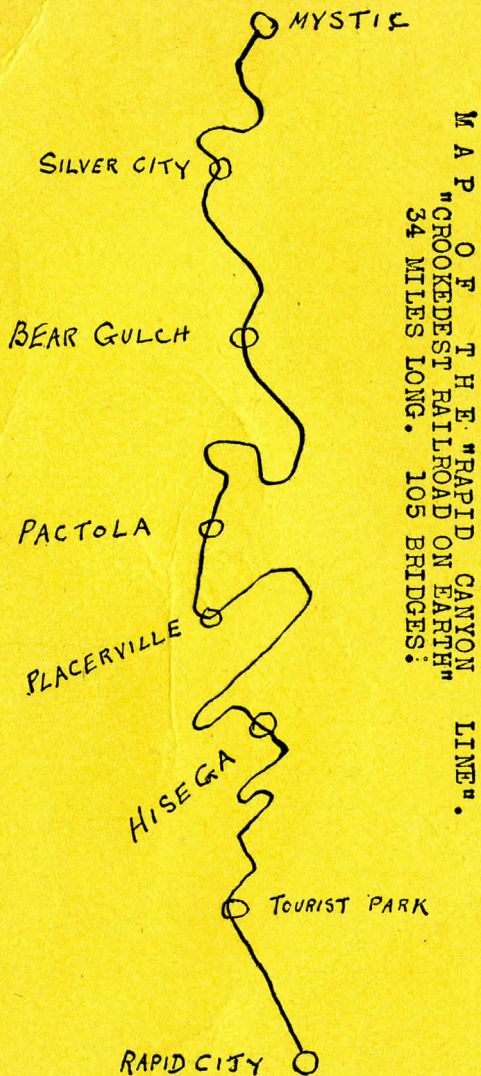 MYSTIC
SILVER CITY
BEAR GULCH
PACTOLA
PLACERVILLE
HISEGA
TOURIST PARK
RAPID CITY
MAP OF THE "RAPID CANYON LINE".
"CROOKEDEST RAILROAD ON EARTH"
34 MILES LONG. 105 BRIDGES.